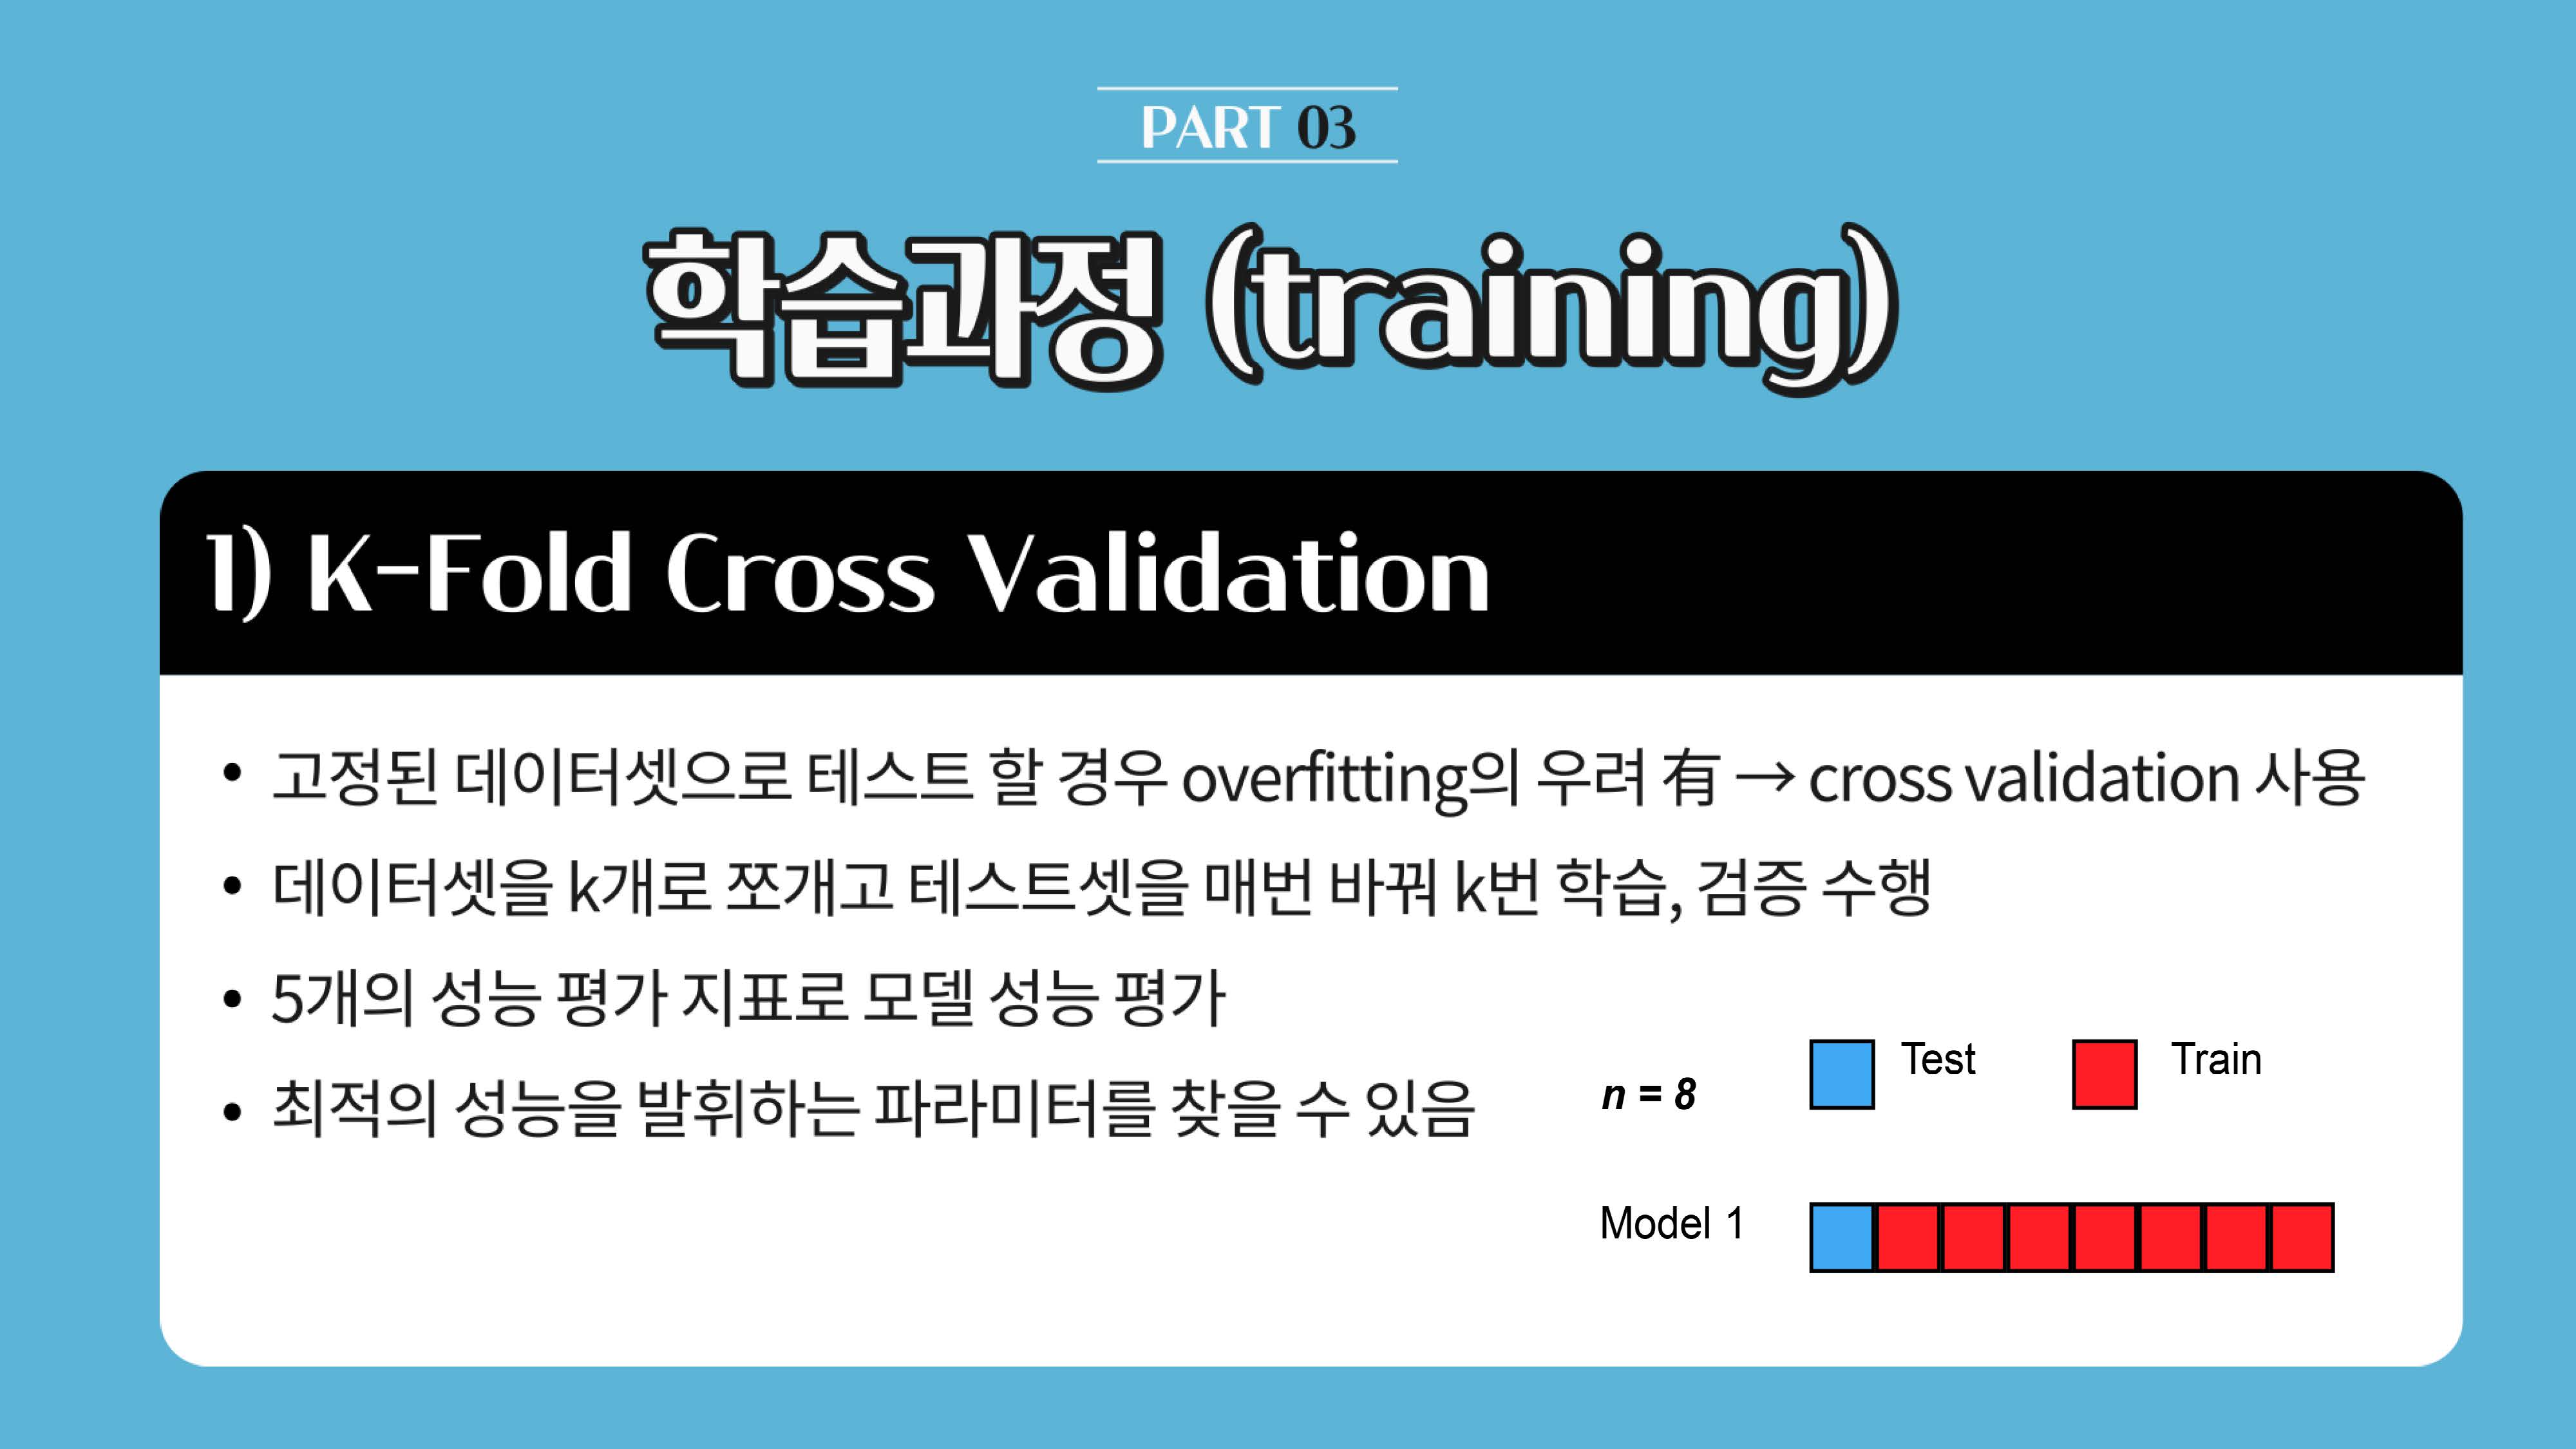 PART 03
학습과정 (training)
1) K-Fold Cross Validation
• 고정된 데이터셋으로 테스트 할 경우 overfitting의 우려 有 → cross validation 사용
• 데이터셋을 k개로 쪼개고 테스트셋을 매번 바꿔 k번 학습, 검증 수행
• 5개의 성능 평가 지표로 모델 성능 평가
• 최적의 성능을 발휘하는 파라미터를 찾을 수 있음
n = 8
Test
Train
Model 1